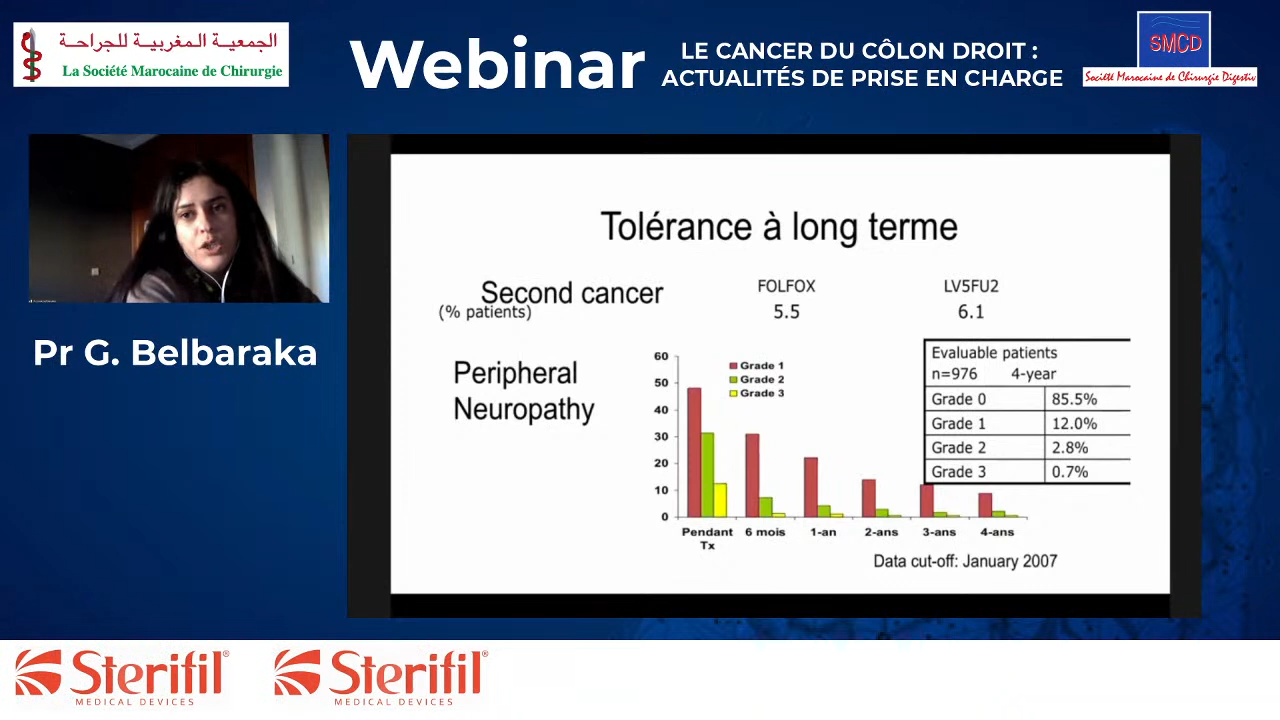 الجمعية المغربية للجراحة
La Société Marocaine de Chirurgie
Webinar
LE CANCER DU CÔLON DROIT :
ACTUALITÉS DE PRISE EN CHARGE
SMCD
Société Marocaine de Chirurgie Digestiv
Pr G. Belbaraka
Tolérance à long terme
Second cancer
(% patients)
FOLFOX LV5FU2
5.5 6.1
Peripheral
Neuropathy
60
50
40
30
20
10
0
Grade 1
Grade 2
Grade 3
Pendant Tx 6 mois 1-an 2-ans 3-ans 4-ans
Evaluable patients
n=976 4-year
Grade 0 85.5%
Grade 1 12.0%
Grade 2 2.8%
Grade 3 0.7%
Data cut-off: January 2007
Sterifil® Sterifil®
MEDICAL DEVICES MEDICAL DEVICES